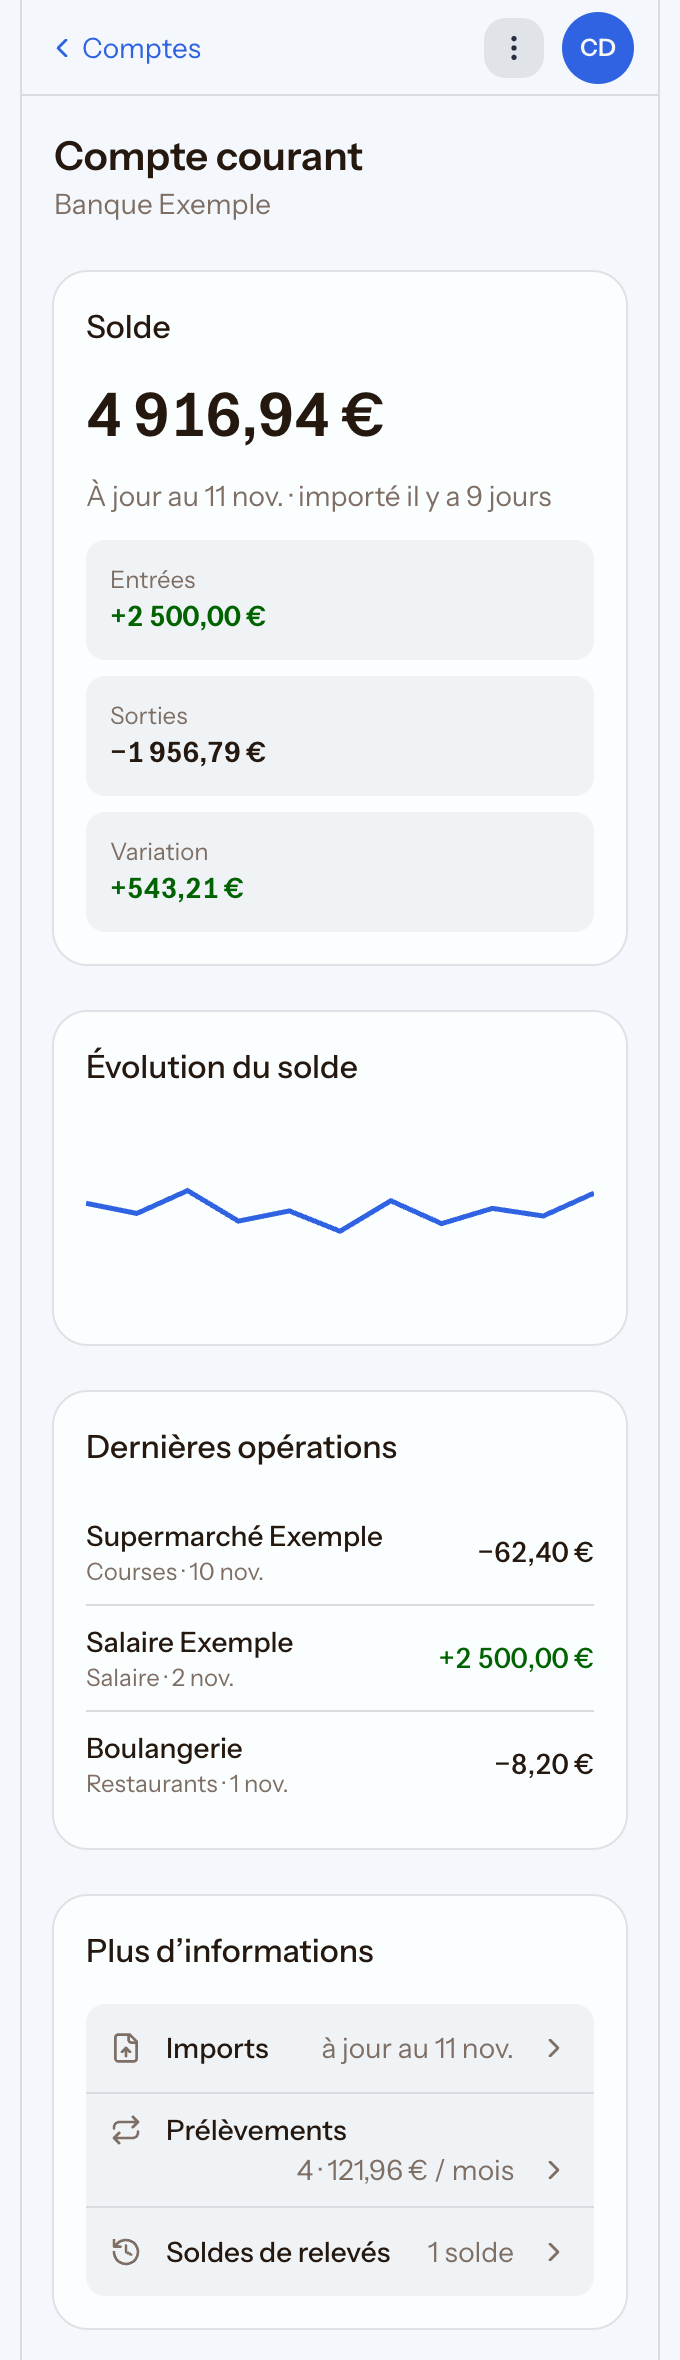 Comptes
CD
Compte courant
Banque Exemple
Solde
4 916,94 €
À jour au 11 nov. · importé il y a 9 jours
Entrées
+2 500,00 €
Sorties
−1 956,79 €
Variation
+543,21 €
Évolution du solde
Dernières opérations
Supermarché Exemple
−62,40 €
Courses · 10 nov.
Salaire Exemple
+2 500,00 €
Salaire · 2 nov.
Boulangerie
−8,20 €
Restaurants · 1 nov.
Plus d’informations
Imports à jour au 11 nov.
Prélèvements
4 · 121,96 € / mois
Soldes de relevés 1 solde